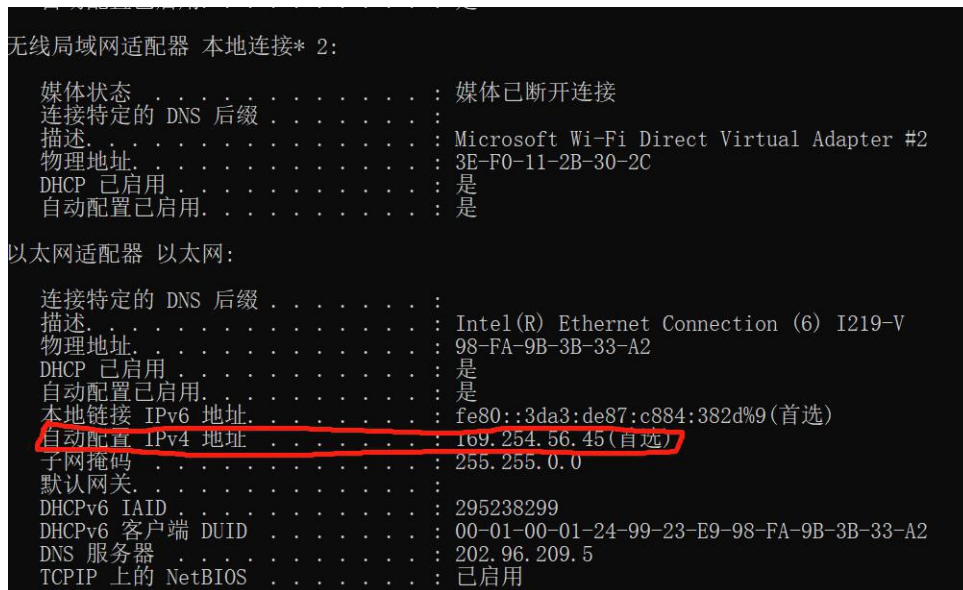 自动配置已启用. . . . . . . . . . . : 是
无线局域网适配器 本地连接* 2:
媒体状态 . . . . . . . . . . . . : 媒体已断开连接
连接特定的 DNS 后缀 . . . . . . . :
描述. . . . . . . . . . . . . . . : Microsoft Wi-Fi Direct Virtual Adapter #2
物理地址. . . . . . . . . . . . . : 3E-F0-11-2B-30-2C
DHCP 已启用 . . . . . . . . . . . : 是
自动配置已启用. . . . . . . . . . : 是
以太网适配器 以太网:
连接特定的 DNS 后缀 . . . . . . . :
描述. . . . . . . . . . . . . . . : Intel(R) Ethernet Connection (6) I219-V
物理地址. . . . . . . . . . . . . : 98-FA-9B-3B-33-A2
DHCP 已启用 . . . . . . . . . . . : 是
自动配置已启用. . . . . . . . . . : 是
本地链接 IPv6 地址. . . . . . . . : fe80::3da3:de87:c884:382d%9(首选)
自动配置 IPv4 地址 . . . . . . . : 169.254.56.45(首选)
子网掩码 . . . . . . . . . . . . : 255.255.0.0
默认网关. . . . . . . . . . . . . :
DHCPv6 IAID . . . . . . . . . . . : 295238299
DHCPv6 客户端 DUID . . . . . . . : 00-01-00-01-24-99-23-E9-98-FA-9B-3B-33-A2
DNS 服务器 . . . . . . . . . . . : 202.96.209.5
TCPIP 上的 NetBIOS . . . . . . . : 已启用